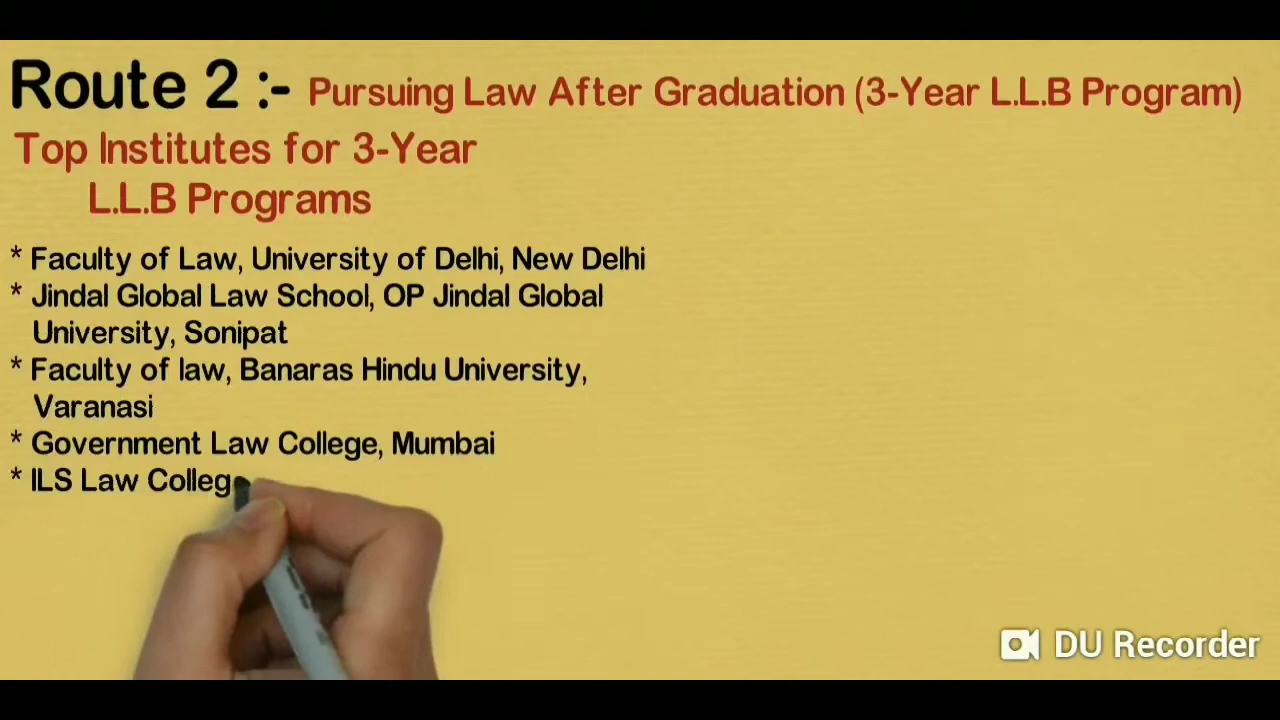 Route 2 :- Pursuing Law After Graduation (3-Year L.L.B Program)
Top Institutes for 3-Year
L.L.B Programs
* Faculty of Law, University of Delhi, New Delhi
* Jindal Global Law School, OP Jindal Global
University, Sonipat
* Faculty of law, Banaras Hindu University,
Varanasi
* Government Law College, Mumbai
* ILS Law Colleg
DU Recorder